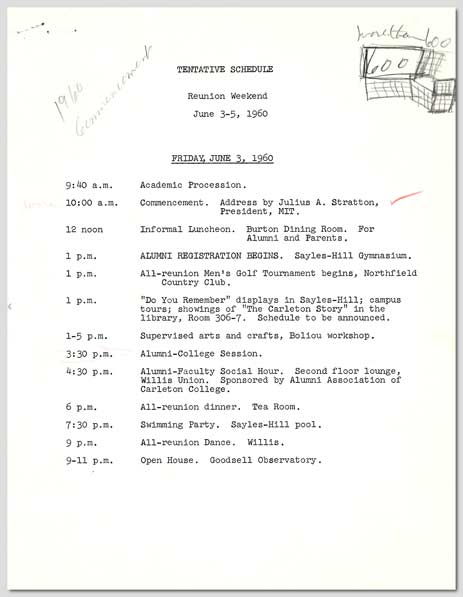 more than 600
600
1960
Commencement
TENTATIVE SCHEDULE
Reunion Weekend
June 3-5, 1960
FRIDAY, JUNE 3, 1960
9:40 a.m. Academic Procession.
10:00 a.m. Commencement. Address by Julius A. Stratton,
President, MIT.
12 noon Informal Luncheon. Burton Dining Room. For
Alumni and Parents.
1 p.m. ALUMNI REGISTRATION BEGINS. Sayles-Hill Gymnasium.
1 p.m. All-reunion Men's Golf Tournament begins, Northfield
Country Club.
1 p.m. "Do You Remember" displays in Sayles-Hill; campus
tours; showings of "The Carleton Story" in the
library, Room 306-7. Schedule to be announced.
1-5 p.m. Supervised arts and crafts, Boliou workshop.
3:30 p.m. Alumni-College Session.
4:30 p.m. Alumni-Faculty Social Hour. Second floor lounge,
Willis Union. Sponsored by Alumni Association of
Carleton College.
6 p.m. All-reunion dinner. Tea Room.
7:30 p.m. Swimming Party. Sayles-Hill pool.
9 p.m. All-reunion Dance. Willis.
9-11 p.m. Open House. Goodsell Observatory.